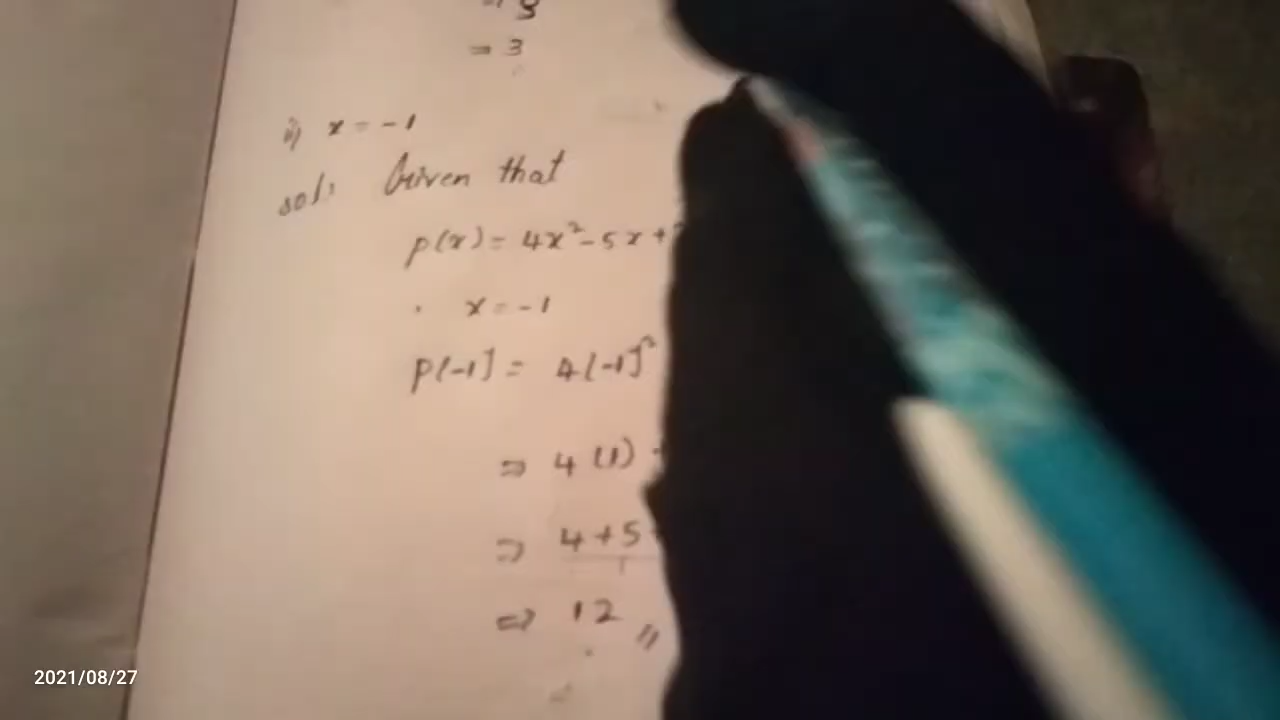 = 3
ii) x = -1
sol: Given that
p(x) = 4x² - 5x +
x = -1
p(-1] = 4[-1]²
⇒ 4 (1)
⇒ 4 + 5
⇒ 12 //
2021/08/27